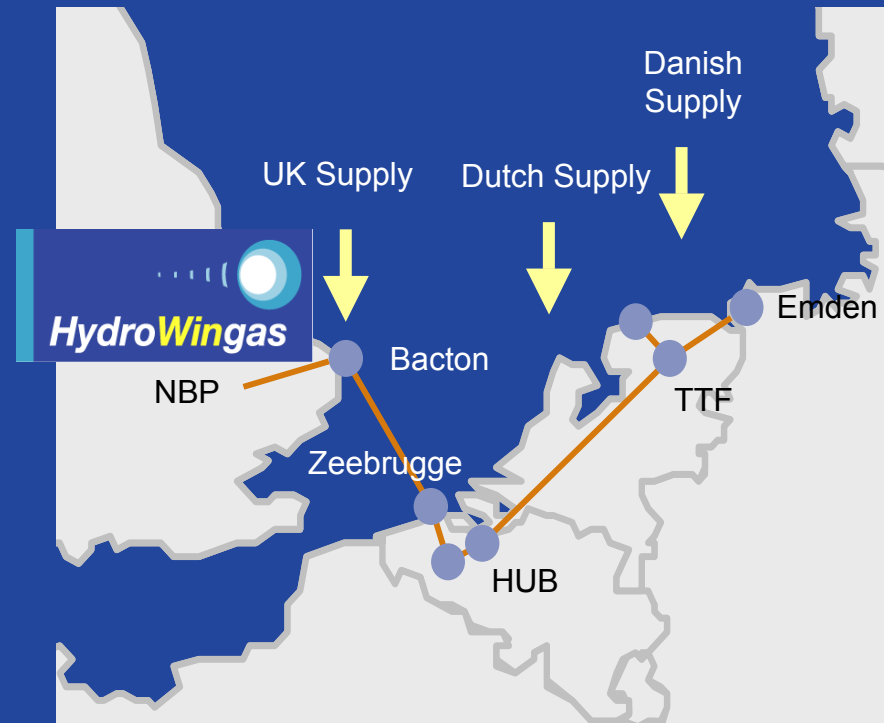 Danish
Supply
UK Supply
Dutch Supply
HydroWingas
Emden
Bacton
NBP
TTF
Zeebrugge
HUB